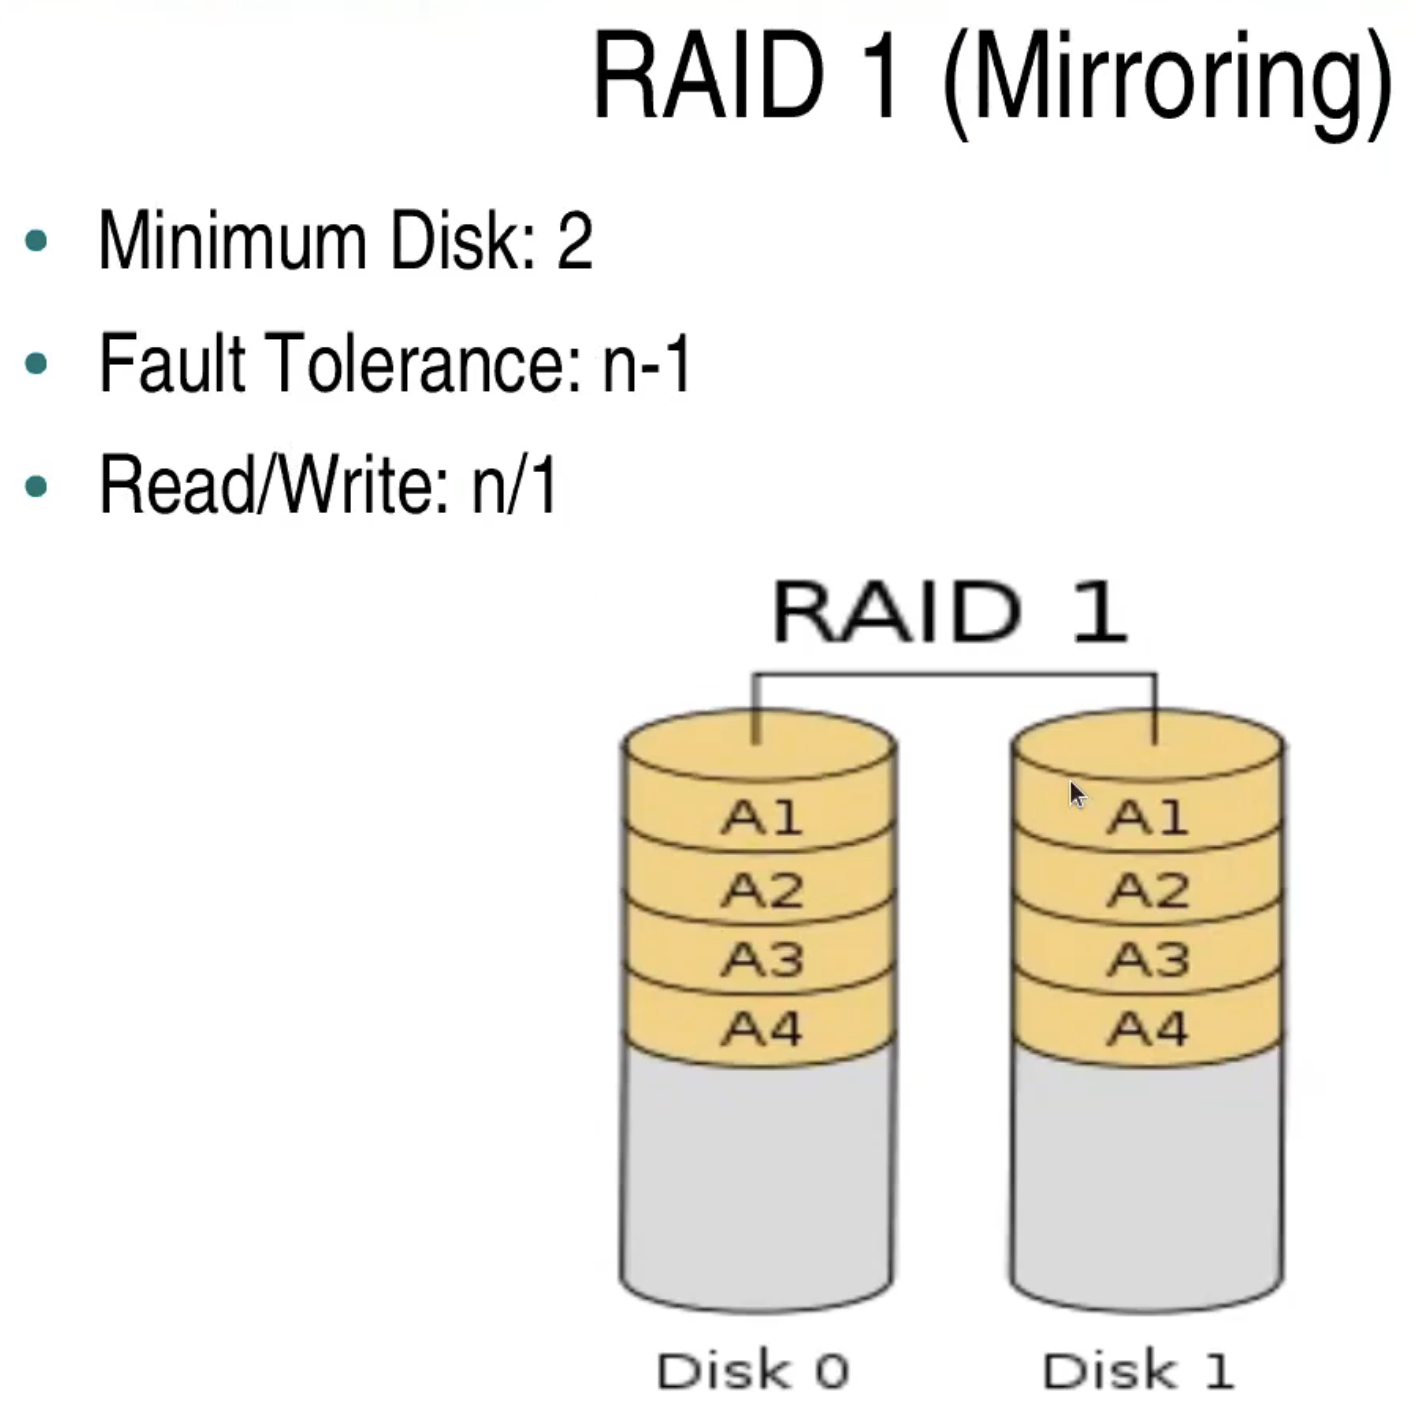 RAID 1 (Mirroring)
• Minimum Disk: 2
• Fault Tolerance: n-1
• Read/Write: n/1
RAID 1
A1 A1
A2 A2
A3 A3
A4 A4
Disk 0 Disk 1